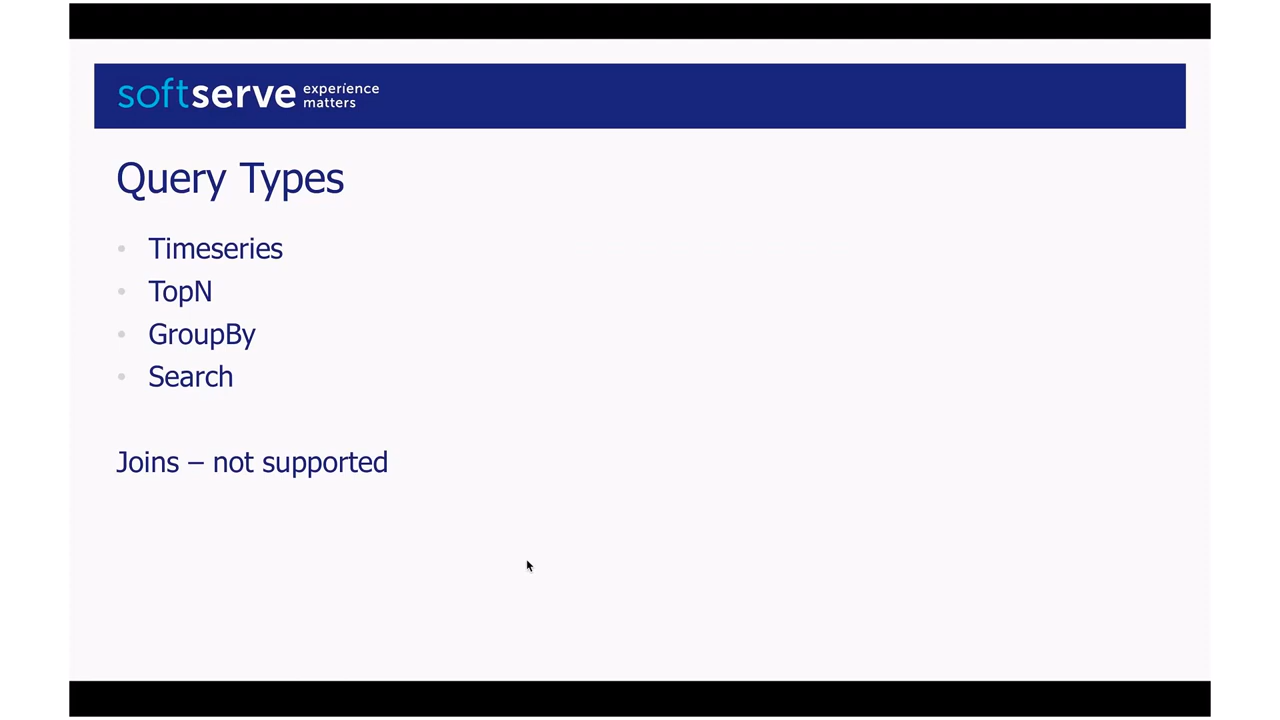 softserve experience matters
Query Types
• Timeseries
• TopN
• GroupBy
• Search
Joins – not supported